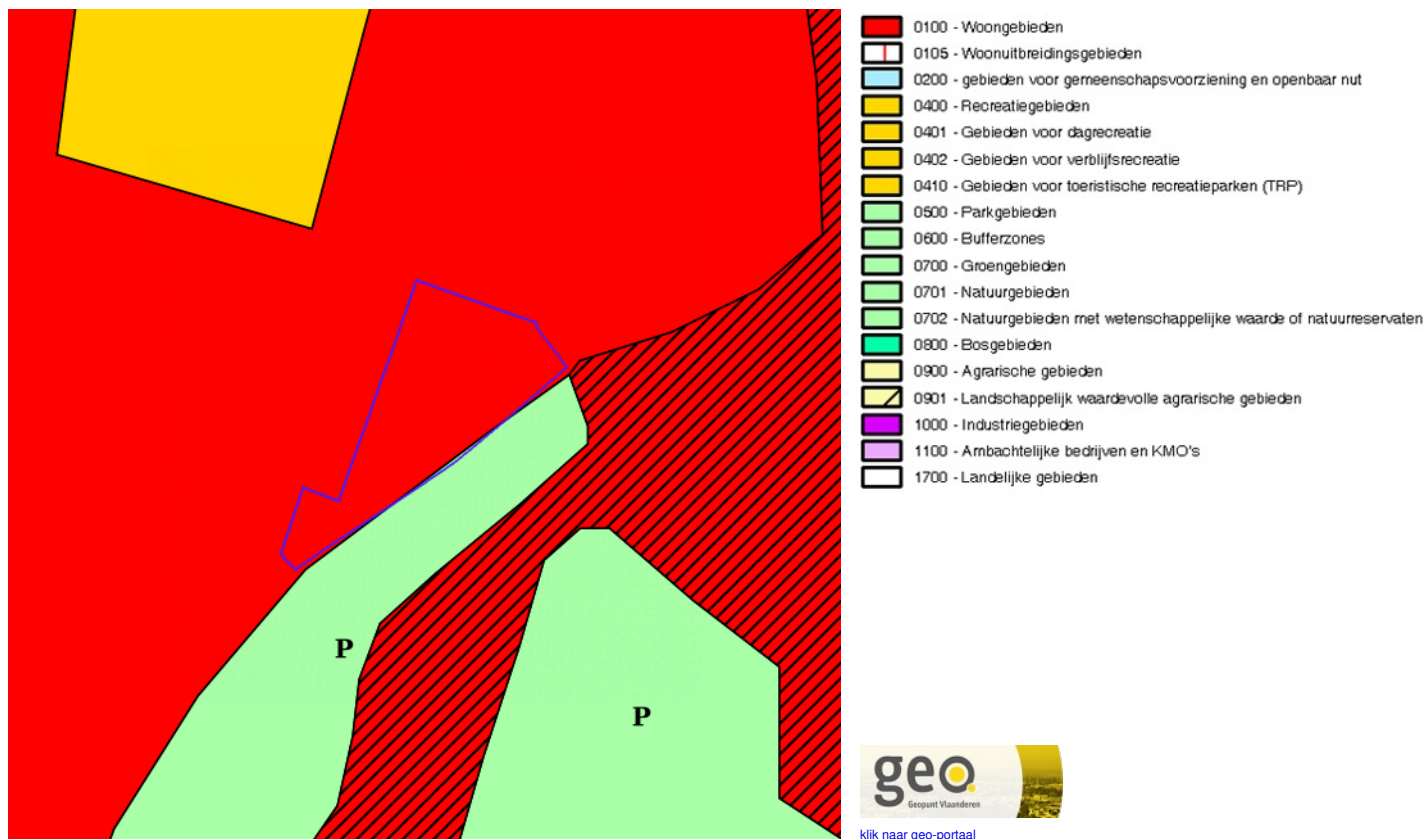 0100 - Woongebieden
0105 - Woonuitbreidingsgebieden
0200 - gebieden voor gemeenschapsvoorziening en openbaar nut
0400 - Recreatiegebieden
0401 - Gebieden voor dagrecreatie
0402 - Gebieden voor verblijfsrecreatie
0410 - Gebieden voor toeristische recreatieparken (TRP)
0500 - Parkgebieden
0600 - Bufferzones
0700 - Groengebieden
0701 - Natuurgebieden
0702 - Natuurgebieden met wetenschappelijke waarde of natuurreservaten
0800 - Bosgebieden
0900 - Agrarische gebieden
0901 - Landschappelijk waardevolle agrarische gebieden
1000 - Industriegebieden
1100 - Ambachtelijke bedrijven en KMO's
1700 - Landelijke gebieden
P
P
geo
Geopunt Vlaanderen
klik naar geo-portaal